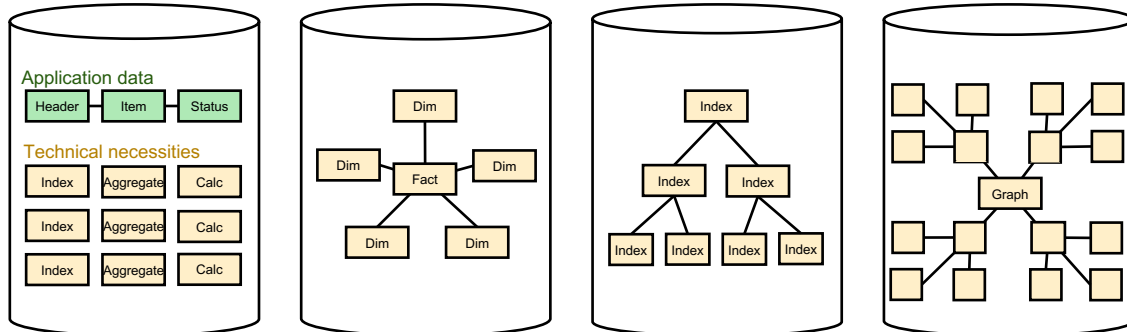 Application data
Header Item Status
Technical necessities
Index Aggregate Calc
Index Aggregate Calc
Index Aggregate Calc
Dim
Dim Dim
Fact
Dim Dim
Index
Index Index
Index Index Index Index
Graph